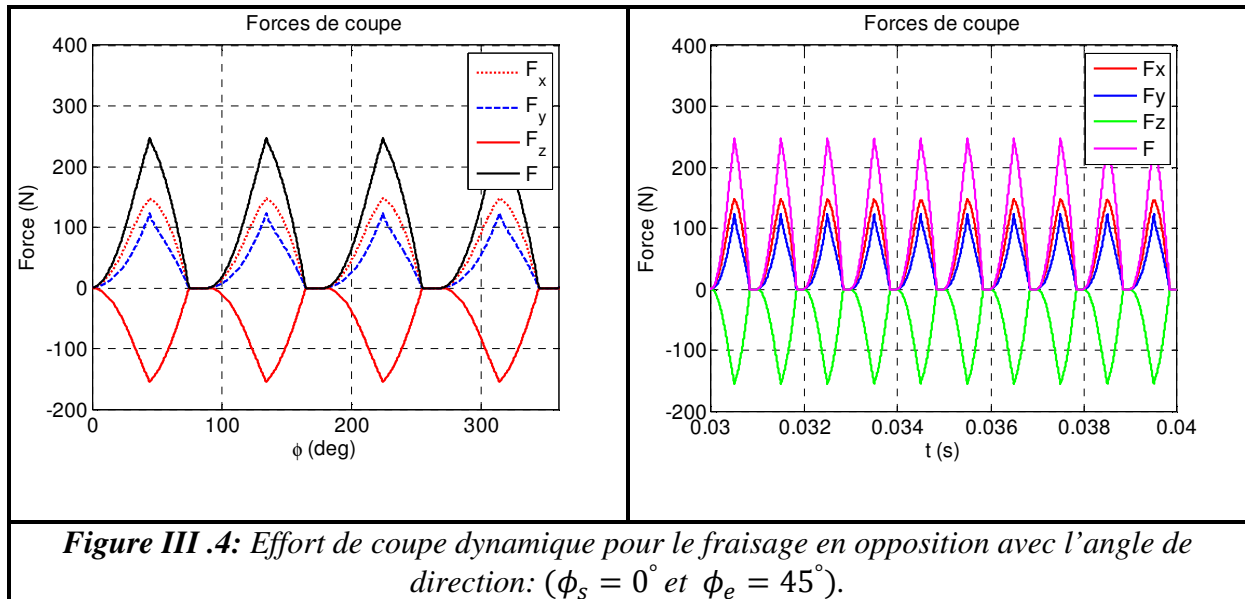 Forces de coupe
400
300
200
100
0
-100
-200
Force (N)
0
100
200
300
ϕ (deg)
F_x
F_y
F_z
F
Forces de coupe
400
300
200
100
0
-100
-200
Force (N)
0.03
0.032
0.034
0.036
0.038
0.04
t (s)
Fx
Fy
Fz
F
Figure III .4: Effort de coupe dynamique pour le fraisage en opposition avec l’angle de
direction: (ϕ_s = 0° et ϕ_e = 45°).